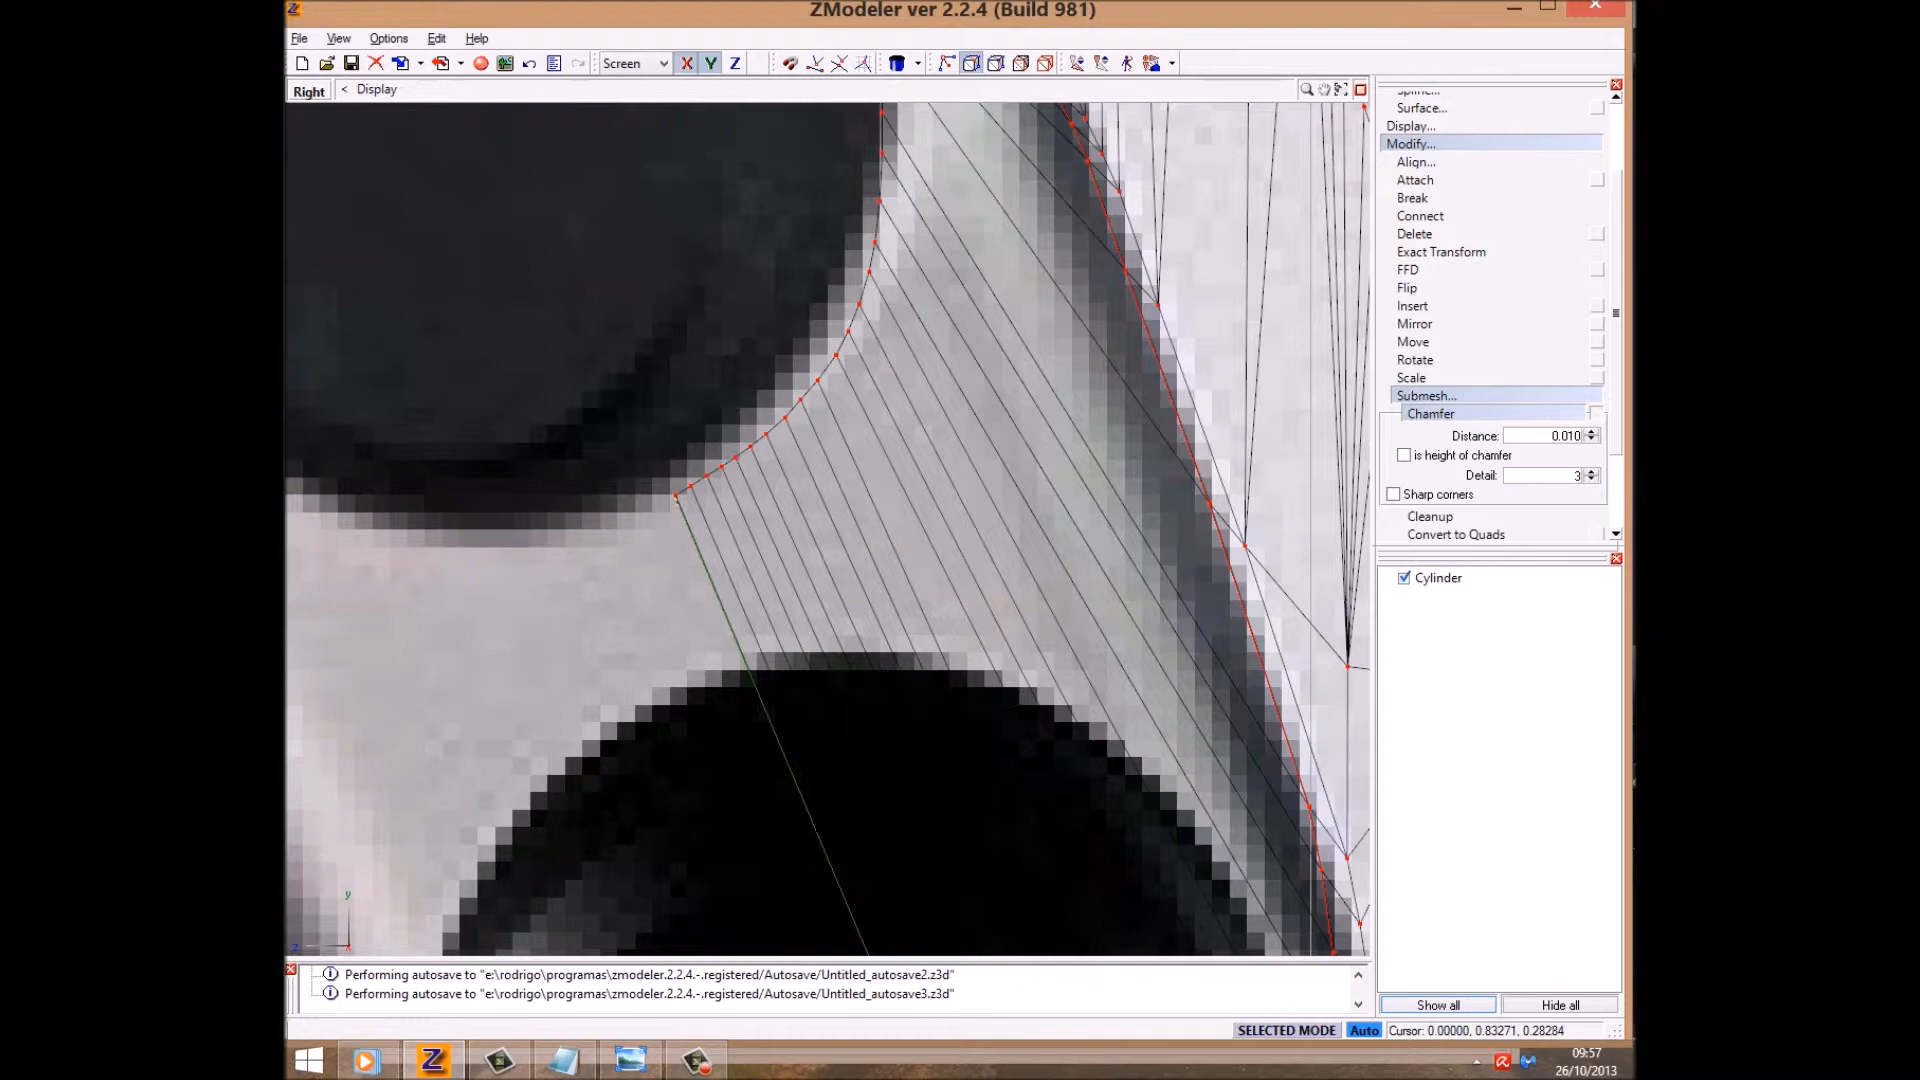 ZModeler ver 2.2.4 (Build 981)
File View Options Edit Help
Screen X Y Z
Right < Display
Spline...
Surface...
Display...
Modify...
Align...
Attach
Break
Connect
Delete
Exact Transform
FFD
Flip
Insert
Mirror
Move
Rotate
Scale
Submesh...
Chamfer
Distance: 0.010
is height of chamfer
Detail: 3
Sharp corners
Cleanup
Convert to Quads
Cylinder
Show all Hide all
y
z x
Performing autosave to "e:\rodrigo\programas\zmodeler.2.2.4.-.registered/Autosave/Untitled_autosave2.z3d"
Performing autosave to "e:\rodrigo\programas\zmodeler.2.2.4.-.registered/Autosave/Untitled_autosave3.z3d"
SELECTED MODE Auto Cursor: 0.00000, 0.83271, 0.28284
09:57
26/10/2013